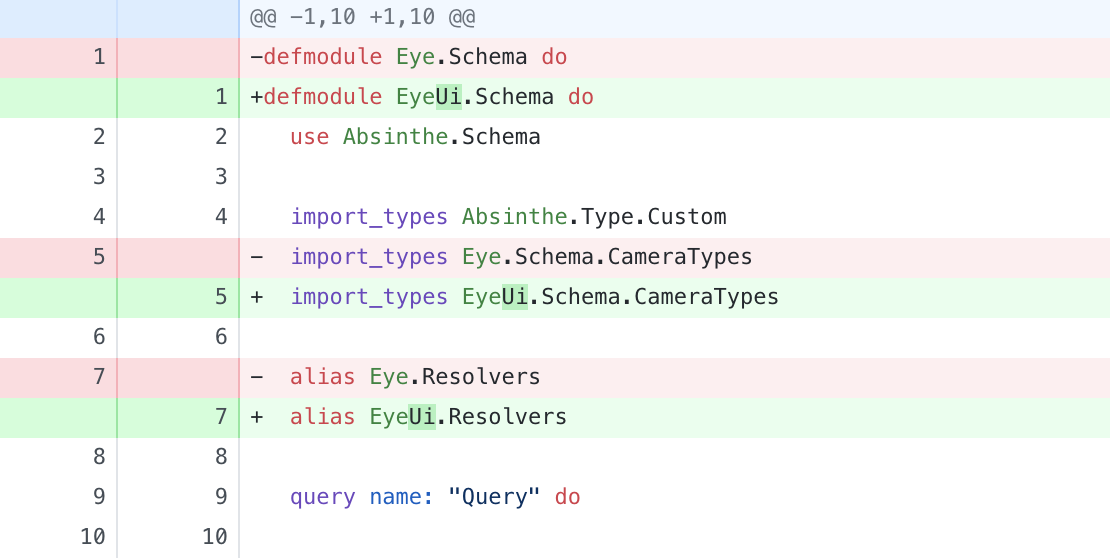 @@ −1,10 +1,10 @@
1 −defmodule Eye.Schema do
1 +defmodule EyeUi.Schema do
2 2 use Absinthe.Schema
3 3
4 4 import_types Absinthe.Type.Custom
5 − import_types Eye.Schema.CameraTypes
5 + import_types EyeUi.Schema.CameraTypes
6 6
7 − alias Eye.Resolvers
7 + alias EyeUi.Resolvers
8 8
9 9 query name: "Query" do
10 10